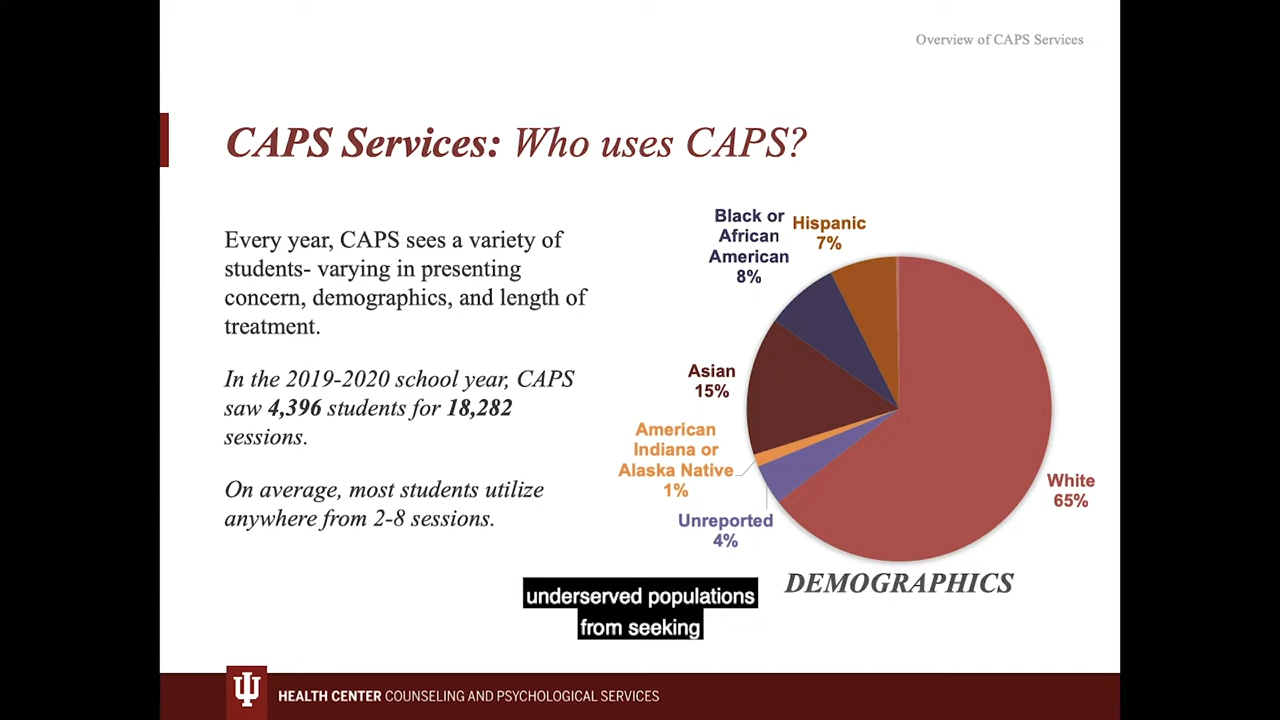 Overview of CAPS Services
CAPS Services: Who uses CAPS?
Every year, CAPS sees a variety of
students- varying in presenting
concern, demographics, and length of
treatment.
In the 2019-2020 school year, CAPS
saw 4,396 students for 18,282
sessions.
On average, most students utilize
anywhere from 2-8 sessions.
Black or
African
American
8%
Hispanic
7%
Asian
15%
American
Indiana or
Alaska Native
1%
Unreported
4%
White
65%
DEMOGRAPHICS
underserved populations
from seeking
HEALTH CENTER COUNSELING AND PSYCHOLOGICAL SERVICES